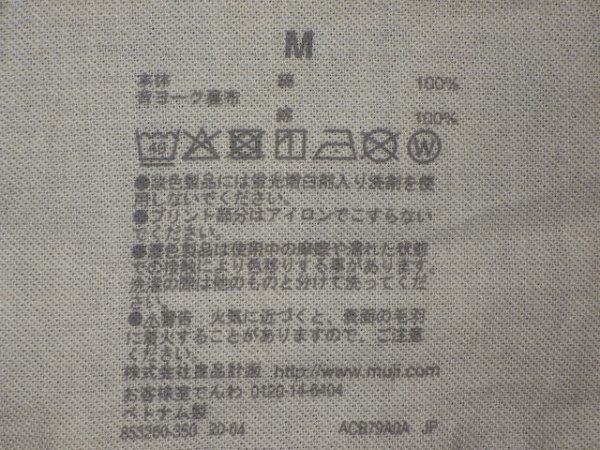 M
本体 綿 100%
台ヨーク裏布
綿 100%
40 W
●淡色製品には蛍光増白剤入り洗剤を使
用しないでください。
●プリント部分はアイロンでこすらない
でください。
●濃色製品は使用中の摩擦や濡れた状態
での接触により色移りする事があります。
洗濯の際は他のものと分けて洗ってくだ
さい。
●⚠警告 火気に近づくと、表面の毛羽
に着火することがありますので、ご注意
ください。
株式会社良品計画 http://www.muji.com
お客様室でんわ 0120-14-6404
ベトナム製
853260-350 20-04 ACB79A0A JP